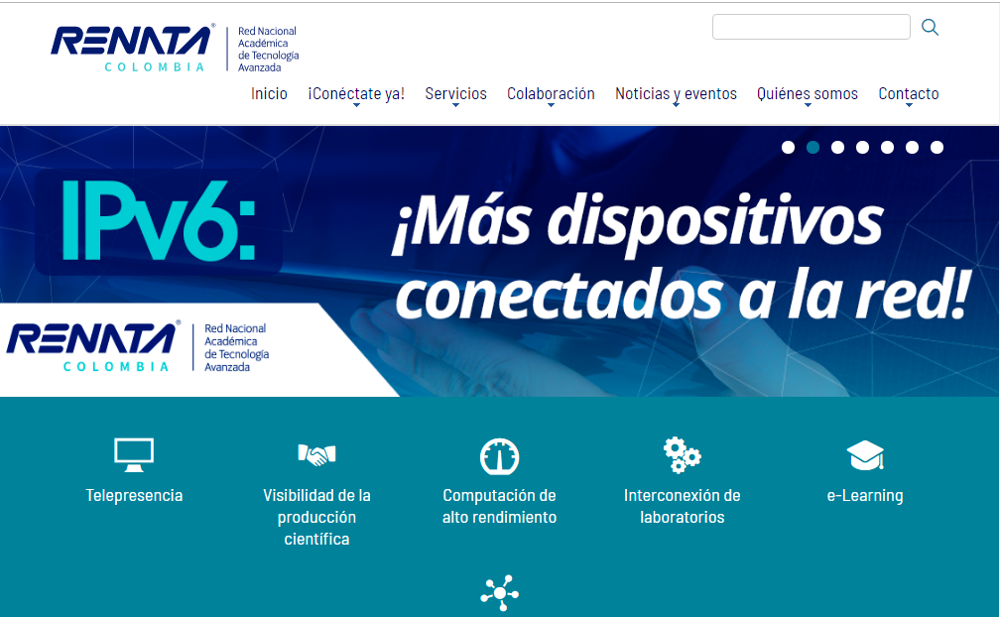 RENATA®
COLOMBIA
Red Nacional
Académica
de Tecnología
Avanzada
Inicio ¡Conéctate ya! Servicios Colaboración Noticias y eventos Quiénes somos Contacto
IPv6:
¡Más dispositivos
conectados a la red!
RENATA®
COLOMBIA
Red Nacional
Académica
de Tecnología
Avanzada
Telepresencia
Visibilidad de la
producción
científica
Computación de
alto rendimiento
Interconexión de
laboratorios
e-Learning